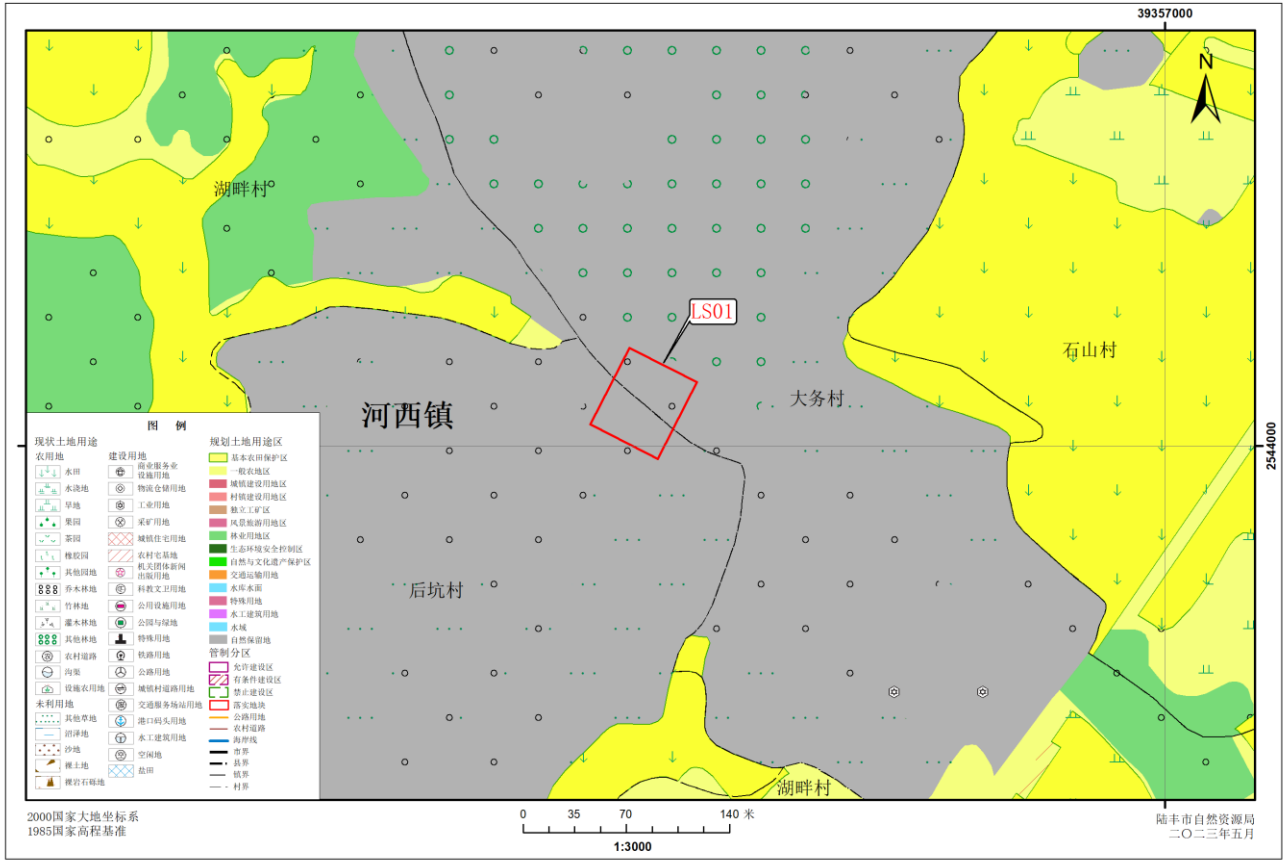 39357000
N
湖畔村
LS01
石山村
大务村
河西镇
2544000
后坑村
湖畔村
图 例
现状土地用途
农用地
水田
水浇地
旱地
果园
茶园
橡胶园
其他园地
乔木林地
竹林地
灌木林地
其他林地
农村道路
沟渠
设施农用地
未利用地
其他草地
沼泽地
沙地
裸土地
裸岩石砾地
建设用地
商业服务业
设施用地
物流仓储用地
工业用地
采矿用地
城镇住宅用地
农村宅基地
机关团体新闻
出版用地
科教文卫用地
公用设施用地
公园与绿地
特殊用地
铁路用地
公路用地
城镇村道路用地
交通服务场站用地
港口码头用地
水工建筑用地
空闲地
盐田
规划土地用途区
基本农田保护区
一般农地区
城镇建设用地区
村镇建设用地区
独立工矿区
风景旅游用地区
林业用地区
生态环境安全控制区
自然与文化遗产保护区
交通运输用地
水库水面
特殊用地
水工建筑用地
水域
自然保留地
管制分区
允许建设区
有条件建设区
禁止建设区
落实地块
公路用地
农村道路
海岸线
市界
县界
镇界
村界
2000国家大地坐标系
1985国家高程基准
0 35 70 140 米
1:3000
陆丰市自然资源局
二〇二三年五月